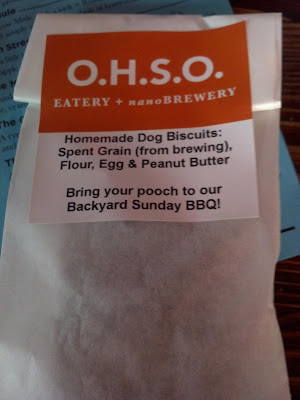 O.H.S.O.
EATERY + nanoBREWERY
Homemade Dog Biscuits:
Spent Grain (from brewing),
Flour, Egg & Peanut Butter
Bring your pooch to our
Backyard Sunday BBQ!